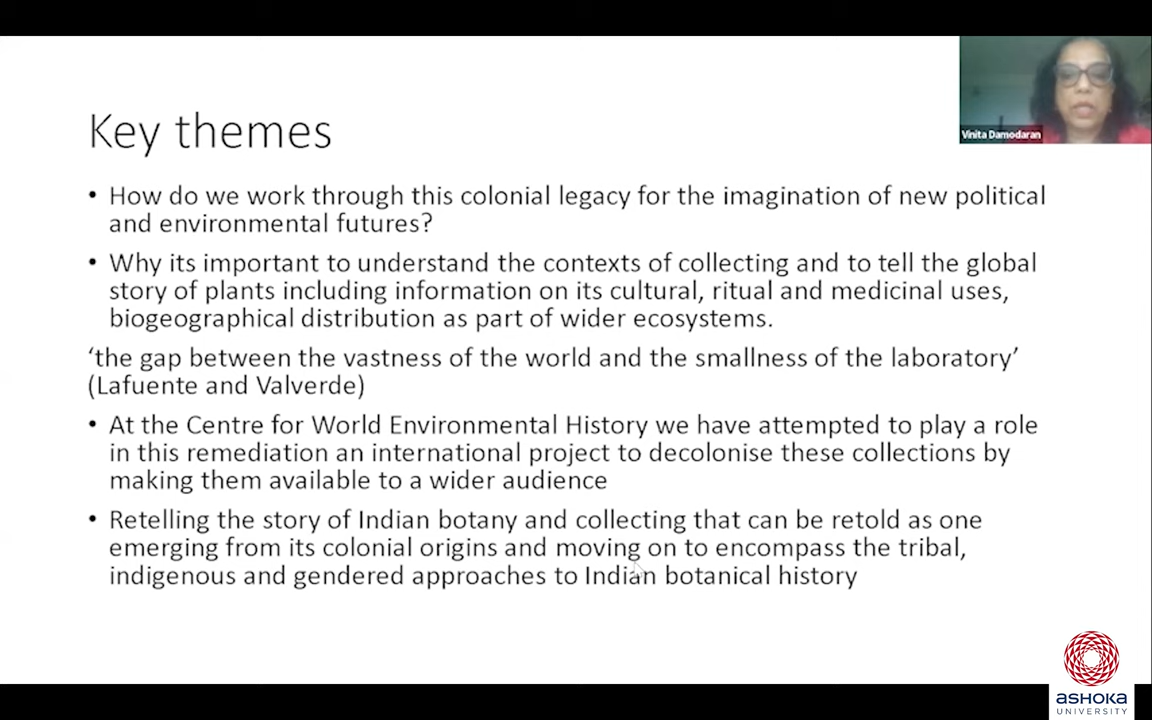 Vinita Damodaran
Key themes
• How do we work through this colonial legacy for the imagination of new political
and environmental futures?
• Why its important to understand the contexts of collecting and to tell the global
story of plants including information on its cultural, ritual and medicinal uses,
biogeographical distribution as part of wider ecosystems.
‘the gap between the vastness of the world and the smallness of the laboratory’
(Lafuente and Valverde)
• At the Centre for World Environmental History we have attempted to play a role
in this remediation an international project to decolonise these collections by
making them available to a wider audience
• Retelling the story of Indian botany and collecting that can be retold as one
emerging from its colonial origins and moving on to encompass the tribal,
indigenous and gendered approaches to Indian botanical history
ASHOKA
UNIVERSITY